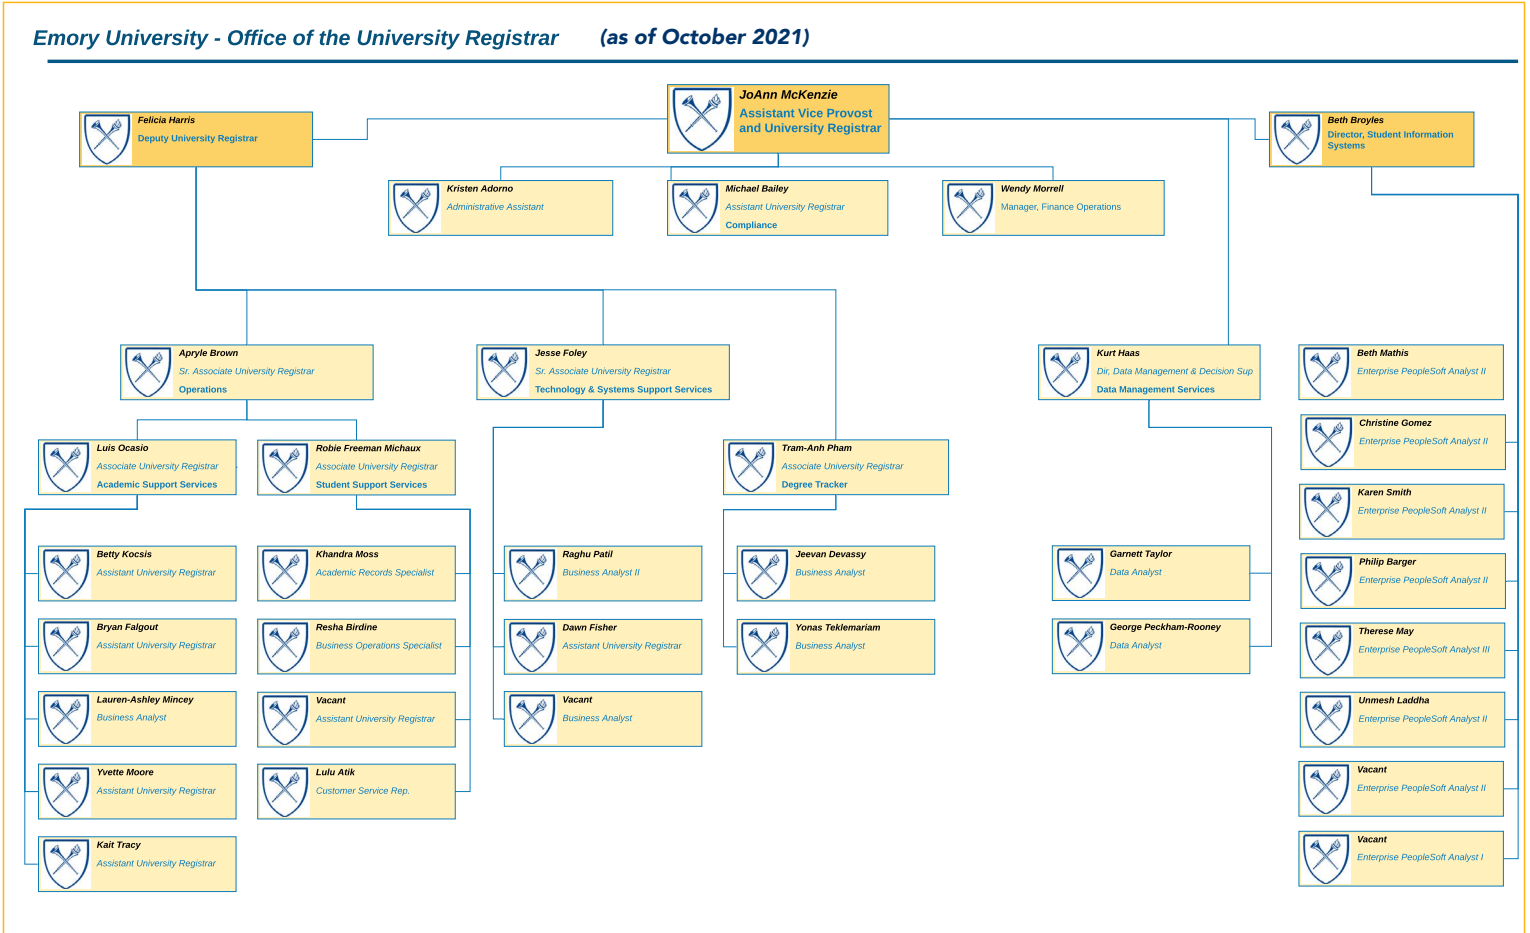 Emory University - Office of the University Registrar (as of October 2021)
JoAnn McKenzie
Assistant Vice Provost
and University Registrar
Felicia Harris
Deputy University Registrar
Beth Broyles
Director, Student Information
Systems
Kristen Adorno
Administrative Assistant
Michael Bailey
Assistant University Registrar
Compliance
Wendy Morrell
Manager, Finance Operations
Apryle Brown
Sr. Associate University Registrar
Operations
Jesse Foley
Sr. Associate University Registrar
Technology & Systems Support Services
Kurt Haas
Dir, Data Management & Decision Sup
Data Management Services
Luis Ocasio
Associate University Registrar
Academic Support Services
Robie Freeman Michaux
Associate University Registrar
Student Support Services
Tram-Anh Pham
Associate University Registrar
Degree Tracker
Betty Kocsis
Assistant University Registrar
Bryan Falgout
Assistant University Registrar
Lauren-Ashley Mincey
Business Analyst
Yvette Moore
Assistant University Registrar
Kait Tracy
Assistant University Registrar
Khandra Moss
Academic Records Specialist
Resha Birdine
Business Operations Specialist
Vacant
Assistant University Registrar
Lulu Atik
Customer Service Rep.
Raghu Patil
Business Analyst II
Dawn Fisher
Assistant University Registrar
Vacant
Business Analyst
Jeevan Devassy
Business Analyst
Yonas Teklemariam
Business Analyst
Garnett Taylor
Data Analyst
George Peckham-Rooney
Data Analyst
Beth Mathis
Enterprise PeopleSoft Analyst II
Christine Gomez
Enterprise PeopleSoft Analyst II
Karen Smith
Enterprise PeopleSoft Analyst II
Philip Barger
Enterprise PeopleSoft Analyst II
Therese May
Enterprise PeopleSoft Analyst III
Unmesh Laddha
Enterprise PeopleSoft Analyst II
Vacant
Enterprise PeopleSoft Analyst II
Vacant
Enterprise PeopleSoft Analyst I